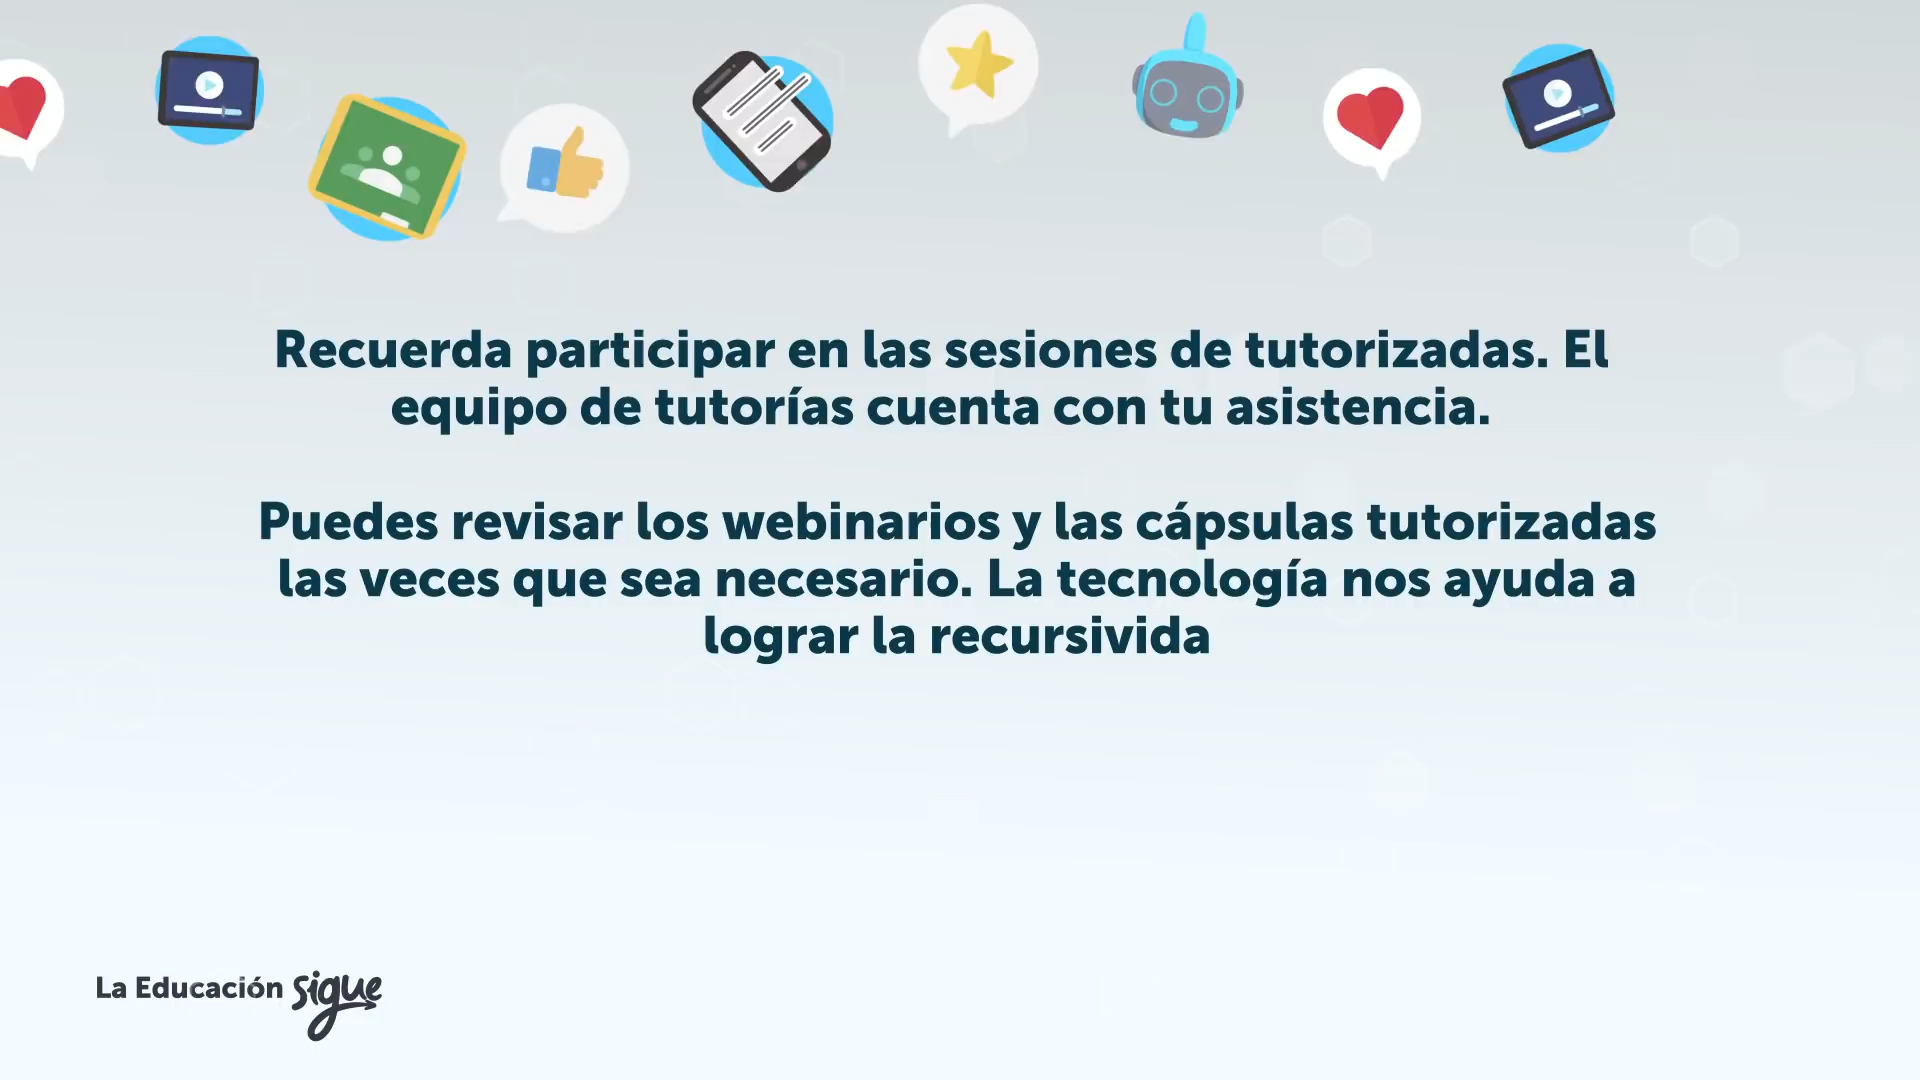 Recuerda participar en las sesiones de tutorizadas. El
equipo de tutorías cuenta con tu asistencia.
Puedes revisar los webinarios y las cápsulas tutorizadas
las veces que sea necesario. La tecnología nos ayuda a
lograr la recursivida
La Educación sigue